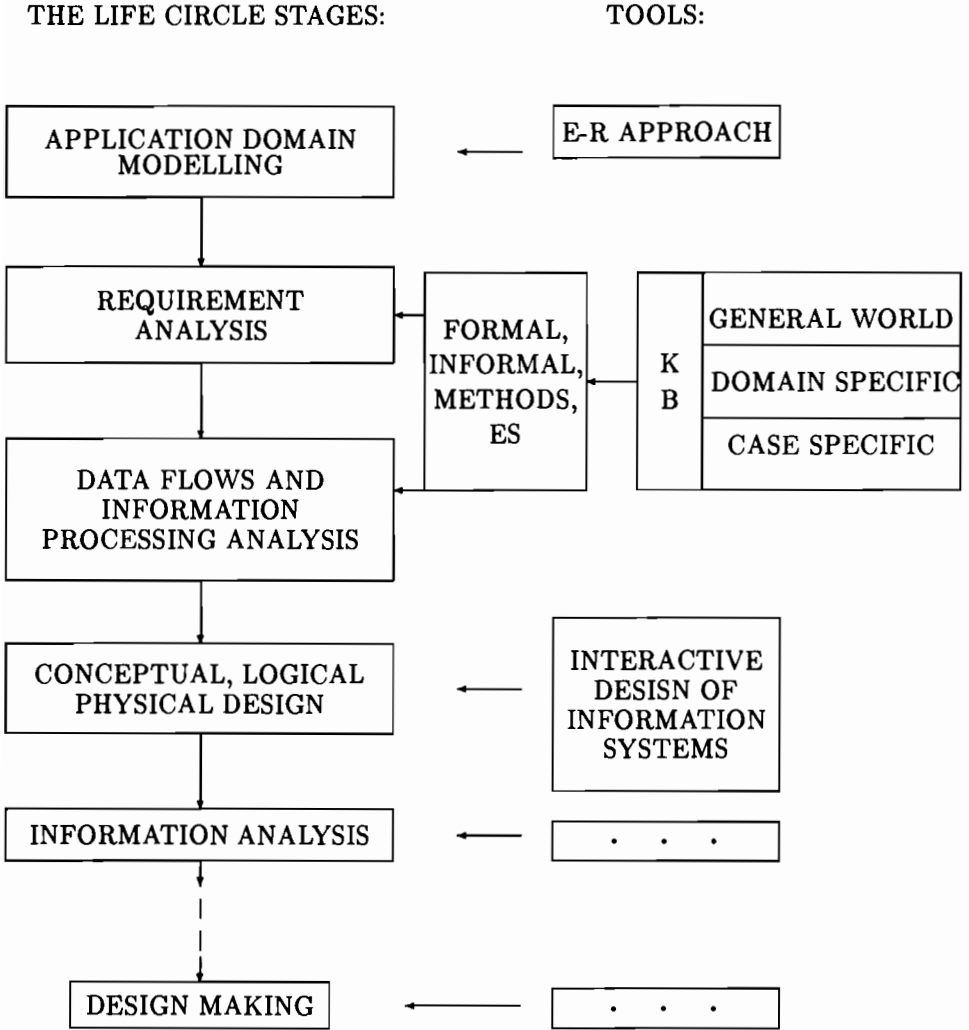 THE LIFE CIRCLE STAGES:
TOOLS:
APPLICATION DOMAIN
MODELLING
E-R APPROACH
REQUIREMENT
ANALYSIS
FORMAL,
INFORMAL,
METHODS,
ES
K
B
GENERAL WORLD
DOMAIN SPECIFIC
CASE SPECIFIC
DATA FLOWS AND
INFORMATION
PROCESSING ANALYSIS
CONCEPTUAL, LOGICAL
PHYSICAL DESIGN
INTERACTIVE
DESISN OF
INFORMATION
SYSTEMS
INFORMATION ANALYSIS
. . .
DESIGN MAKING
. . .